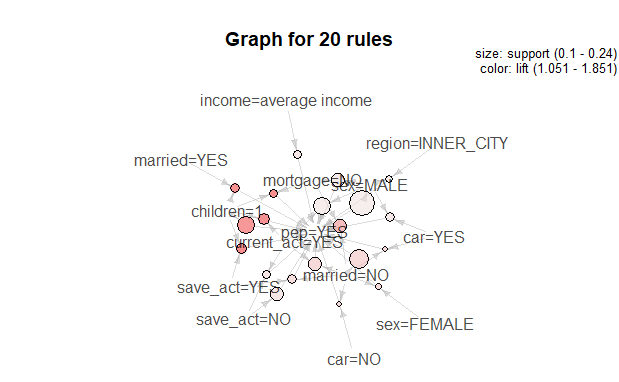 Graph for 20 rules
size: support (0.1 - 0.24)
color: lift (1.051 - 1.851)
income=average income
region=INNER_CITY
married=YES
mortgage=NO
sex=MALE
children=1
pep=YES
current_act=YES
car=YES
married=NO
save_act=YES
save_act=NO
sex=FEMALE
car=NO